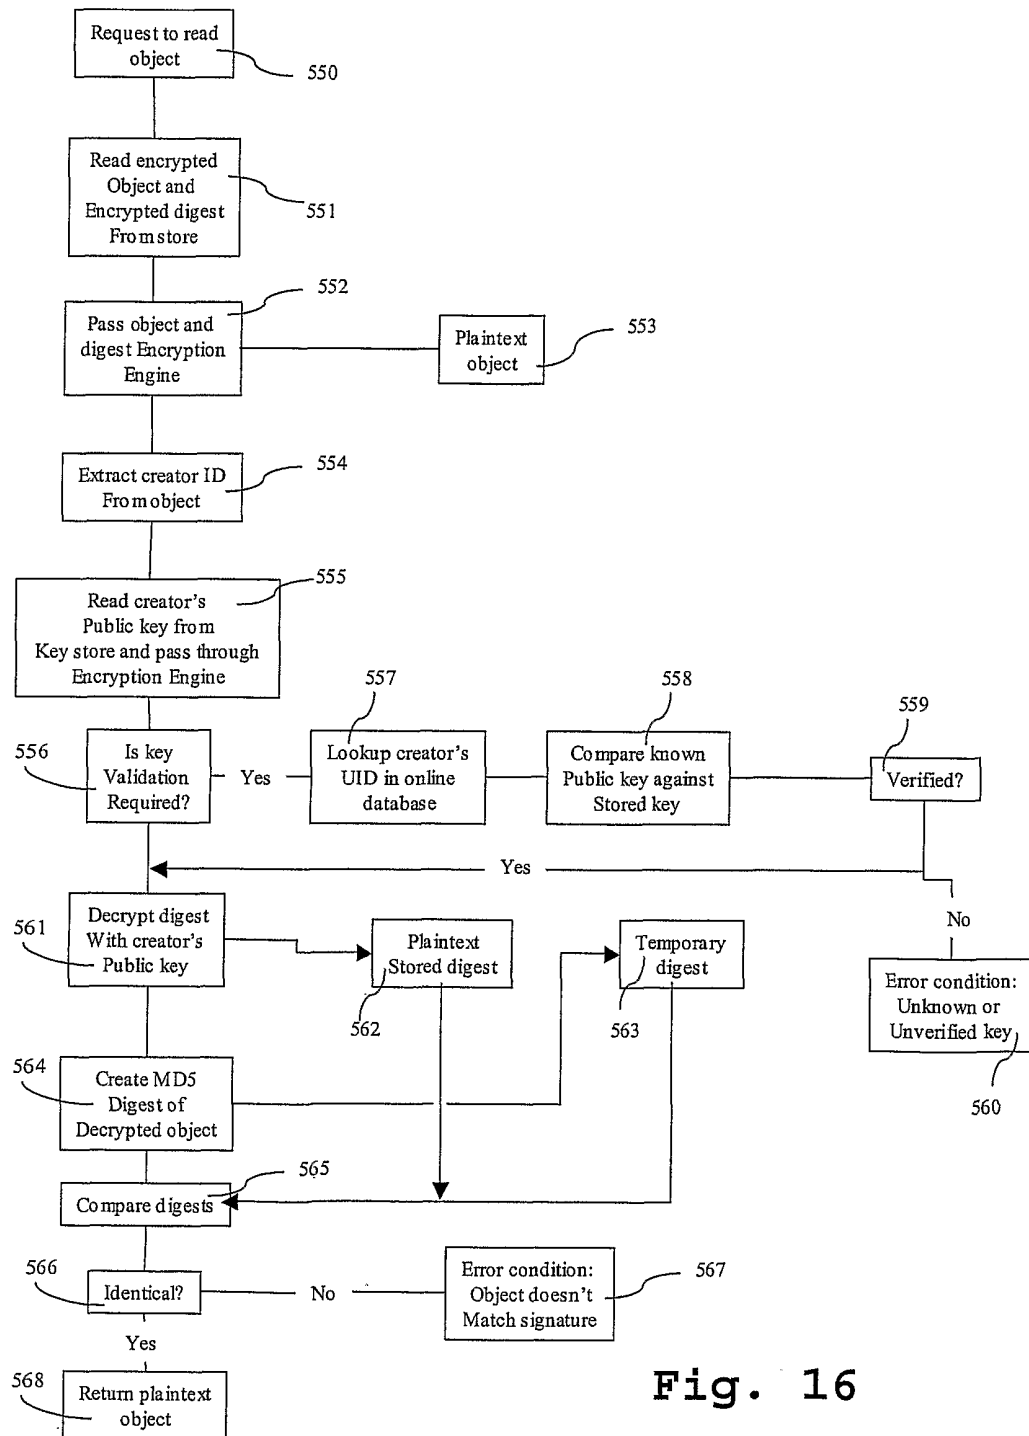 Request to read
object
550
Read encrypted
Object and
Encrypted digest
From store
551
552
Pass object and
digest Encryption
Engine
Plaintext
object
553
Extract creator ID
From object
554
555
Read creator's
Public key from
Key store and pass through
Encryption Engine
556
Is key
Validation
Required?
Yes
557
Lookup creator's
UID in online
database
558
Compare known
Public key against
Stored key
559
Verified?
Yes
No
Error condition:
Unknown or
Unverified key
560
561
Decrypt digest
With creator's
Public key
Plaintext
Stored digest
562
Temporary
digest
563
564
Create MD5
Digest of
Decrypted object
565
Compare digests
566
Identical?
No
Error condition:
Object doesn't
Match signature
567
Yes
568
Return plaintext
object
Fig. 16